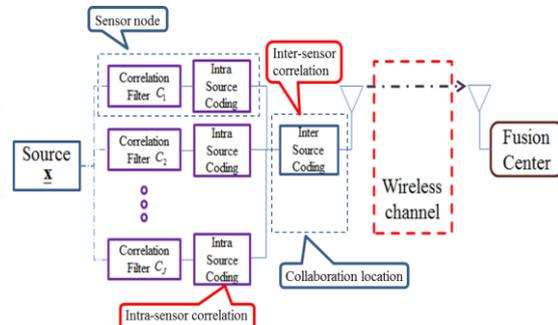 Sensor node
Correlation
Filter C1
Intra
Source
Coding
Inter-sensor
correlation
Correlation
Filter C2
Intra
Source
Coding
Inter
Source
Coding
Source
x
Wireless
channel
Fusion
Center
Correlation
Filter CJ
Intra
Source
Coding
Collaboration location
Intra-sensor correlation